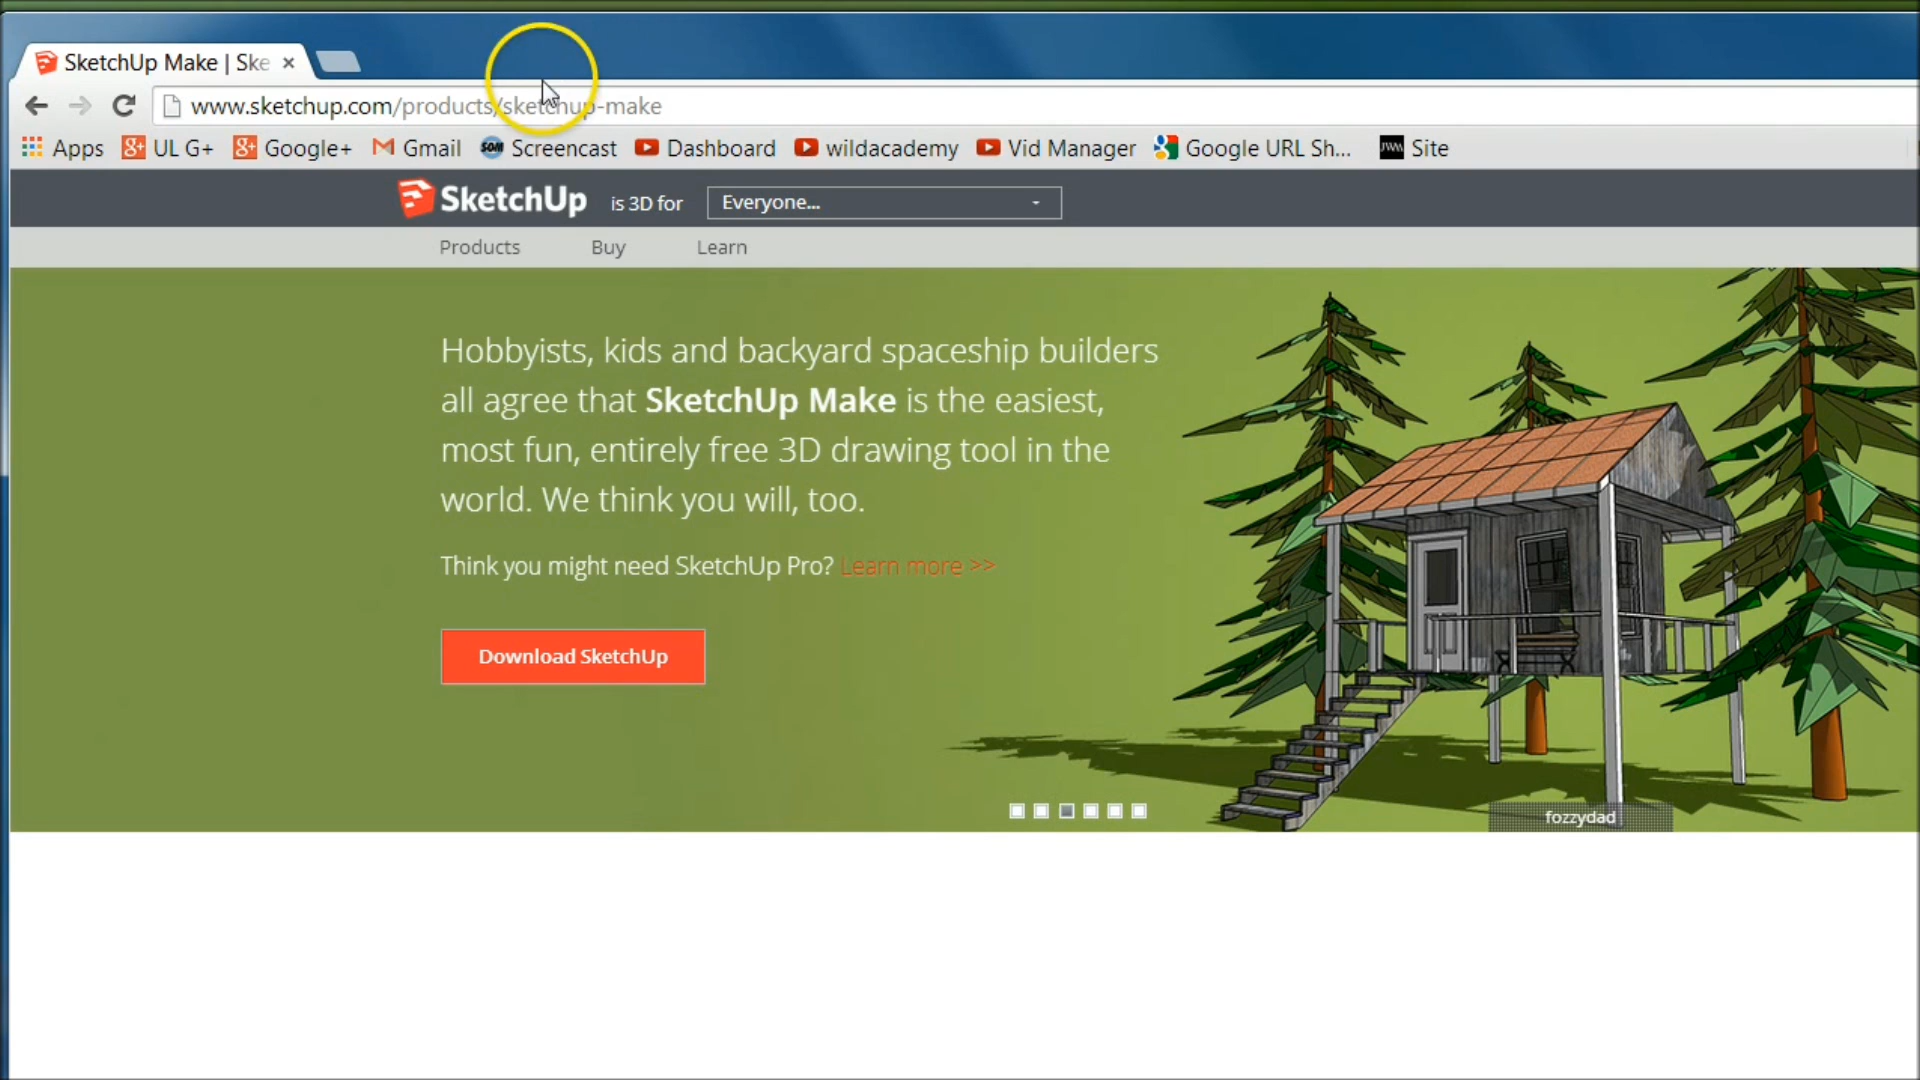 SketchUp Make | Ske
www.sketchup.com/products/sketchup-make
Apps UL G+ Google+ Gmail SOM Screencast Dashboard wildacademy Vid Manager Google URL Sh... JWM Site
SketchUp is 3D for Everyone...
Products Buy Learn
Hobbyists, kids and backyard spaceship builders
all agree that SketchUp Make is the easiest,
most fun, entirely free 3D drawing tool in the
world. We think you will, too.
Think you might need SketchUp Pro? Learn more >>
Download SketchUp
fozzydad